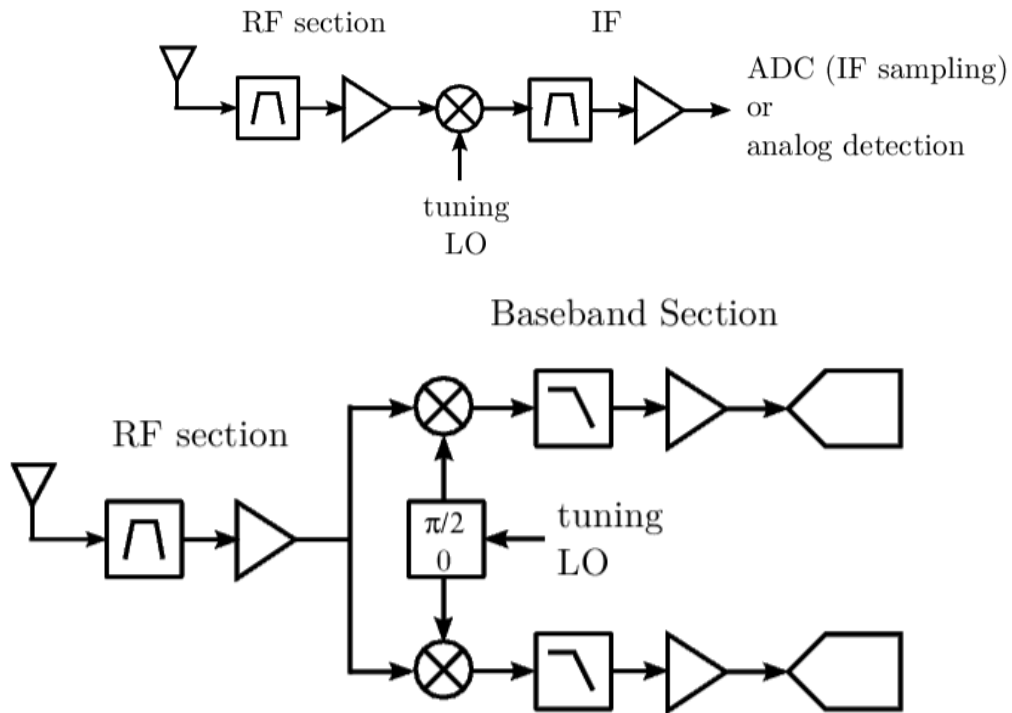 RF section
IF
ADC (IF sampling)
or
analog detection
tuning
LO
Baseband Section
RF section
π/2
0
tuning
LO